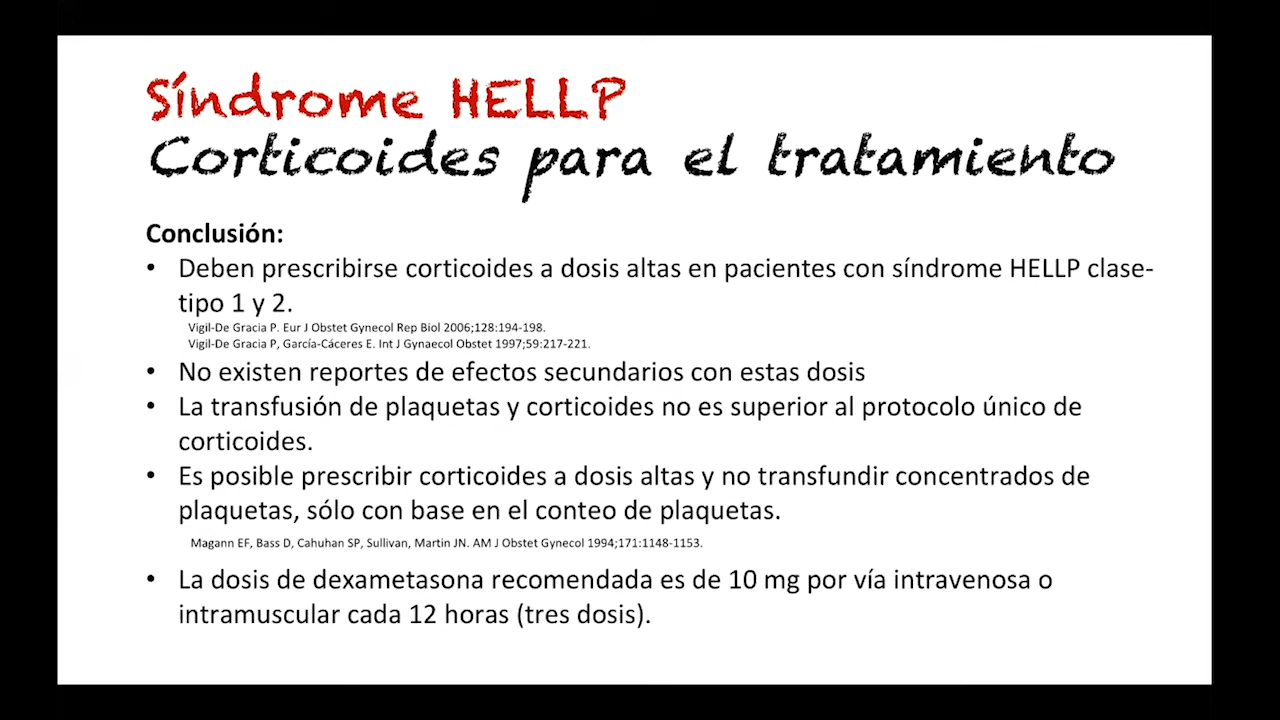 Síndrome HELLP
Corticoides para el tratamiento
Conclusión:
• Deben prescribirse corticoides a dosis altas en pacientes con síndrome HELLP clase-
tipo 1 y 2.
Vigil-De Gracia P. Eur J Obstet Gynecol Rep Biol 2006;128:194-198.
Vigil-De Gracia P, García-Cáceres E. Int J Gynaecol Obstet 1997;59:217-221.
• No existen reportes de efectos secundarios con estas dosis
• La transfusión de plaquetas y corticoides no es superior al protocolo único de
corticoides.
• Es posible prescribir corticoides a dosis altas y no transfundir concentrados de
plaquetas, sólo con base en el conteo de plaquetas.
Magann EF, Bass D, Cahuhan SP, Sullivan, Martin JN. AM J Obstet Gynecol 1994;171:1148-1153.
• La dosis de dexametasona recomendada es de 10 mg por vía intravenosa o
intramuscular cada 12 horas (tres dosis).